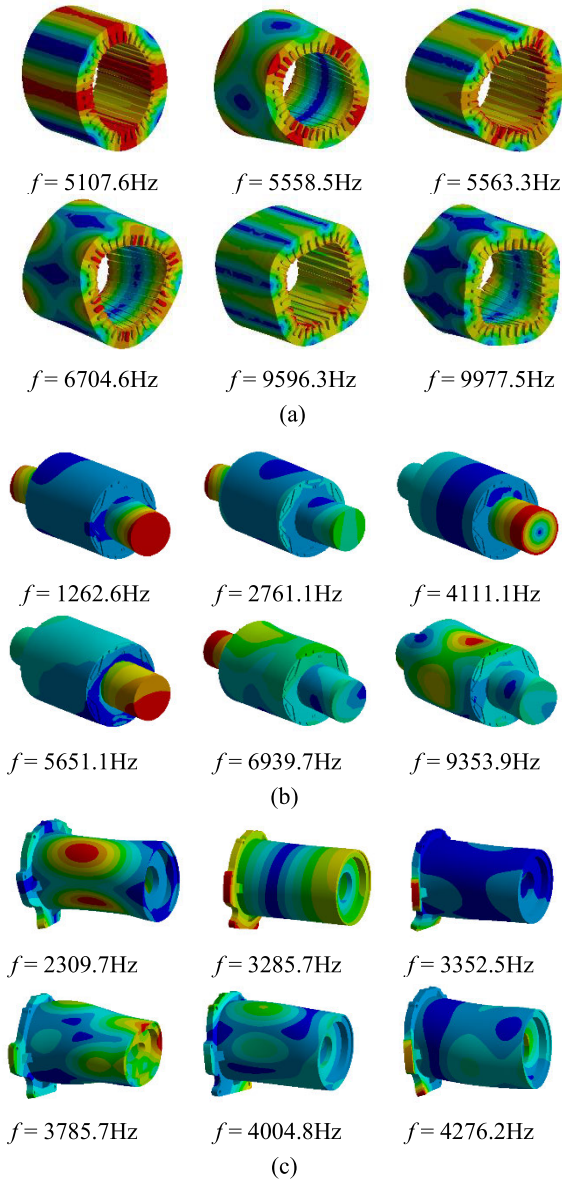 f = 5107.6Hz f = 5558.5Hz f = 5563.3Hz
f = 6704.6Hz f = 9596.3Hz f = 9977.5Hz
(a)
f = 1262.6Hz f = 2761.1Hz f = 4111.1Hz
f = 5651.1Hz f = 6939.7Hz f = 9353.9Hz
(b)
f = 2309.7Hz f = 3285.7Hz f = 3352.5Hz
f = 3785.7Hz f = 4004.8Hz f = 4276.2Hz
(c)